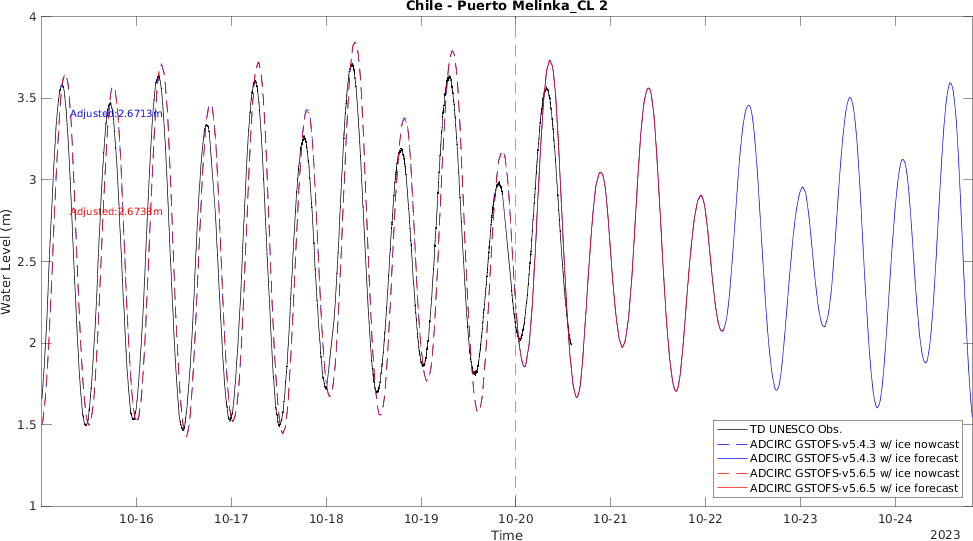 Chile - Puerto Melinka_CL 2
4
3.5
3
2.5
2
1.5
1
Water Level (m)
Adjusted:2.6713m
Adjusted:2.6738m
10-16
10-17
10-18
10-19
10-20
10-21
10-22
10-23
10-24
Time
2023
TD UNESCO Obs.
ADCIRC GSTOFS-v5.4.3 w/ ice nowcast
ADCIRC GSTOFS-v5.4.3 w/ ice forecast
ADCIRC GSTOFS-v5.6.5 w/ ice nowcast
ADCIRC GSTOFS-v5.6.5 w/ ice forecast